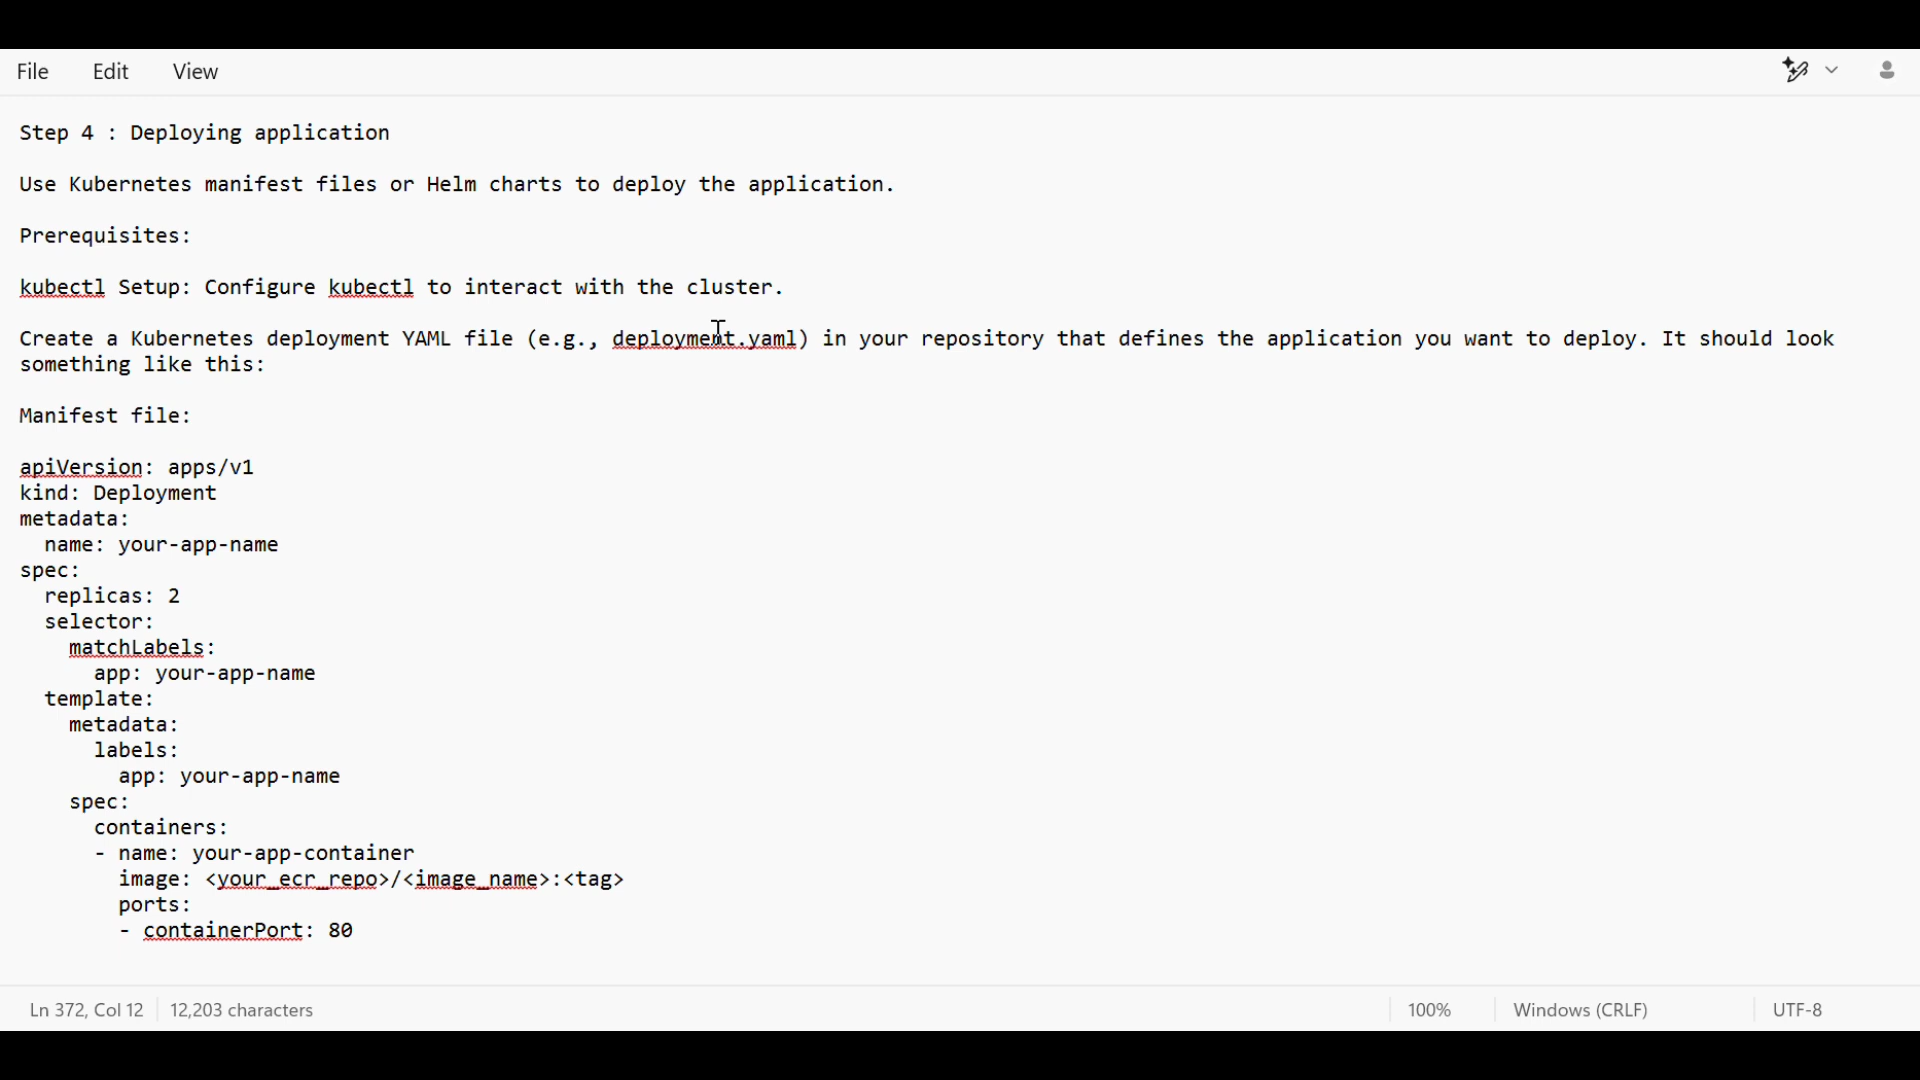 File Edit View
Step 4 : Deploying application
Use Kubernetes manifest files or Helm charts to deploy the application.
Prerequisites:
kubectl Setup: Configure kubectl to interact with the cluster.
Create a Kubernetes deployment YAML file (e.g., deployment.yaml) in your repository that defines the application you want to deploy. It should look
something like this:
Manifest file:
apiVersion: apps/v1
kind: Deployment
metadata:
  name: your-app-name
spec:
  replicas: 2
  selector:
    matchLabels:
      app: your-app-name
  template:
    metadata:
      labels:
        app: your-app-name
    spec:
      containers:
      - name: your-app-container
        image: <your_ecr_repo>/<image_name>:<tag>
        ports:
        - containerPort: 80
Ln 372, Col 12 12,203 characters 100% Windows (CRLF) UTF-8